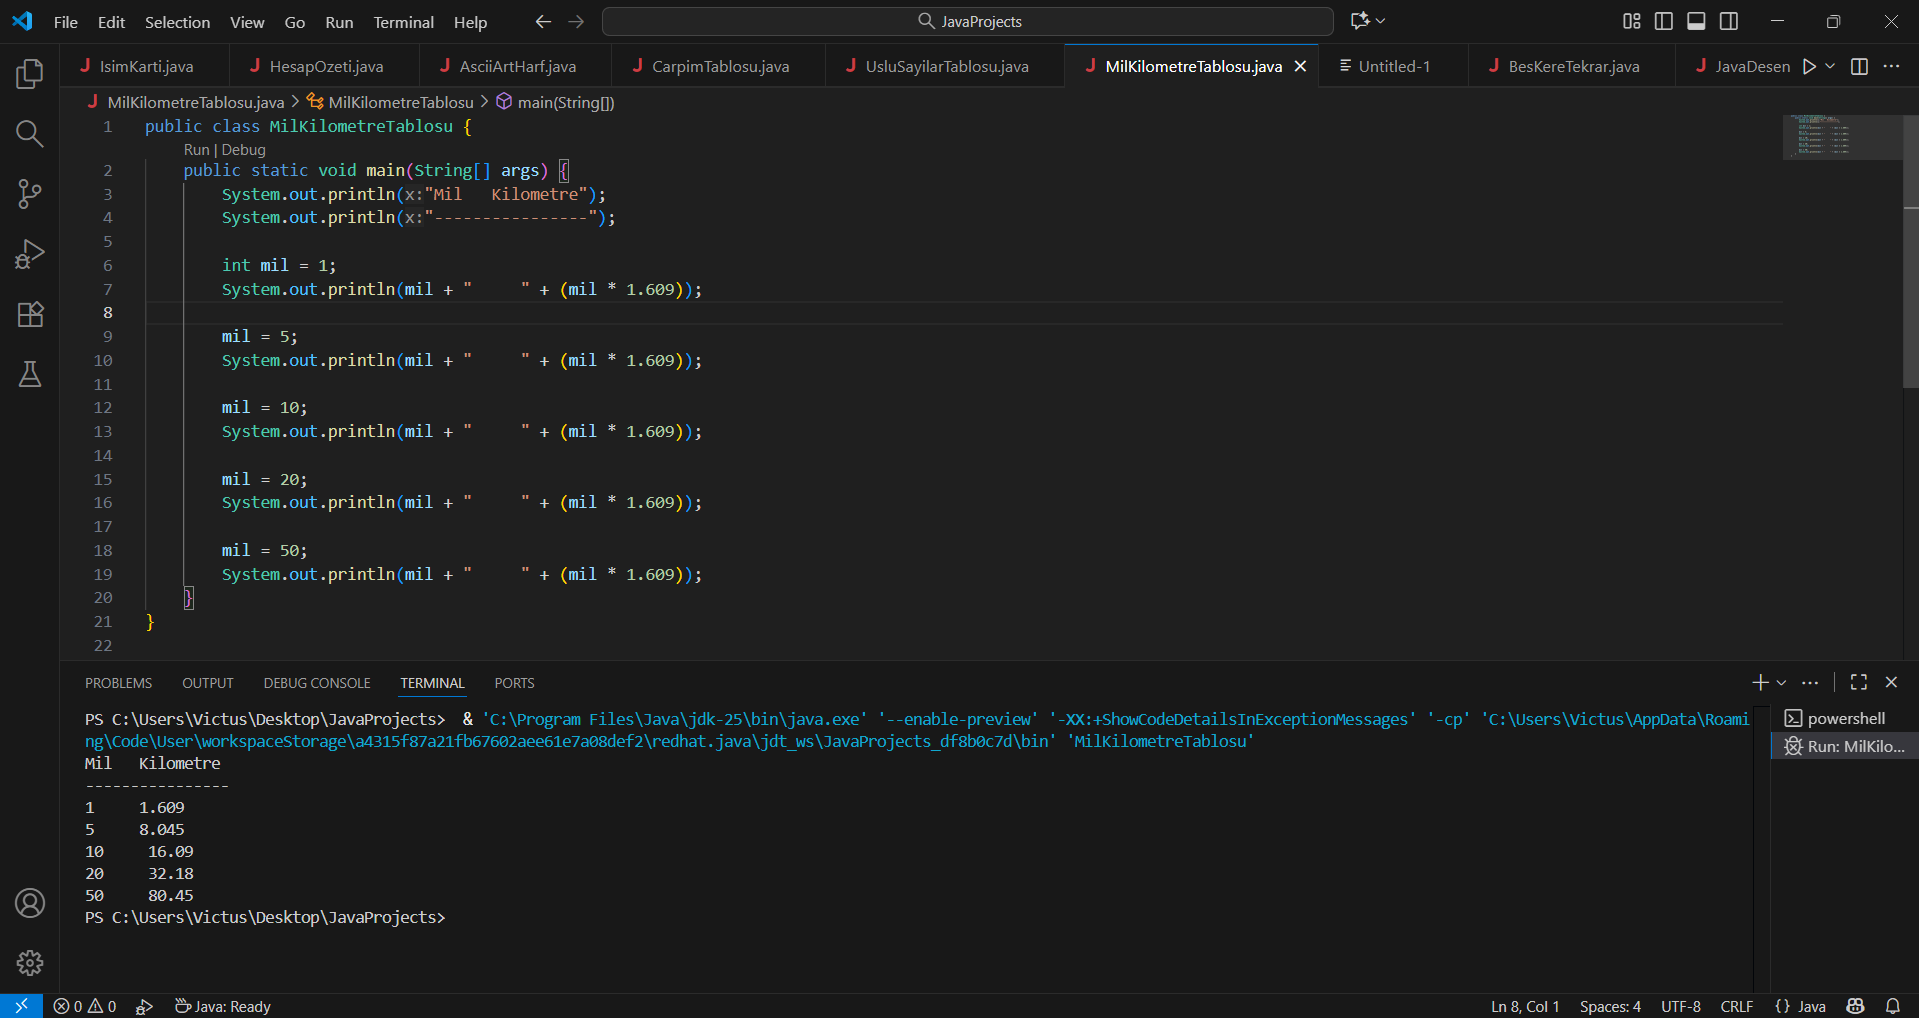 File Edit Selection View Go Run Terminal Help JavaProjects
IsimKarti.java HesapOzeti.java AsciiArtHarf.java CarpimTablosu.java UsluSayilarTablosu.java MilKilometreTablosu.java Untitled-1 BesKereTekrar.java JavaDesen
MilKilometreTablosu.java > MilKilometreTablosu > main(String[])
1 public class MilKilometreTablosu {
Run | Debug
2 public static void main(String[] args) {
3 System.out.println(x:"Mil   Kilometre");
4 System.out.println(x:"----------------");
5
6 int mil = 1;
7 System.out.println(mil + "     " + (mil * 1.609));
8
9 mil = 5;
10 System.out.println(mil + "     " + (mil * 1.609));
11
12 mil = 10;
13 System.out.println(mil + "     " + (mil * 1.609));
14
15 mil = 20;
16 System.out.println(mil + "     " + (mil * 1.609));
17
18 mil = 50;
19 System.out.println(mil + "     " + (mil * 1.609));
20 }
21 }
22
PROBLEMS OUTPUT DEBUG CONSOLE TERMINAL PORTS
PS C:\Users\Victus\Desktop\JavaProjects>  & 'C:\Program Files\Java\jdk-25\bin\java.exe' '--enable-preview' '-XX:+ShowCodeDetailsInExceptionMessages' '-cp' 'C:\Users\Victus\AppData\Roami
ng\Code\User\workspaceStorage\a4315f87a21fb67602aee61e7a08def2\redhat.java\jdt_ws\JavaProjects_df8b0c7d\bin' 'MilKilometreTablosu'
Mil   Kilometre
----------------
1     1.609
5     8.045
10     16.09
20     32.18
50     80.45
PS C:\Users\Victus\Desktop\JavaProjects>
powershell
Run: MilKilo...
0 0 Java: Ready Ln 8, Col 1 Spaces: 4 UTF-8 CRLF {} Java